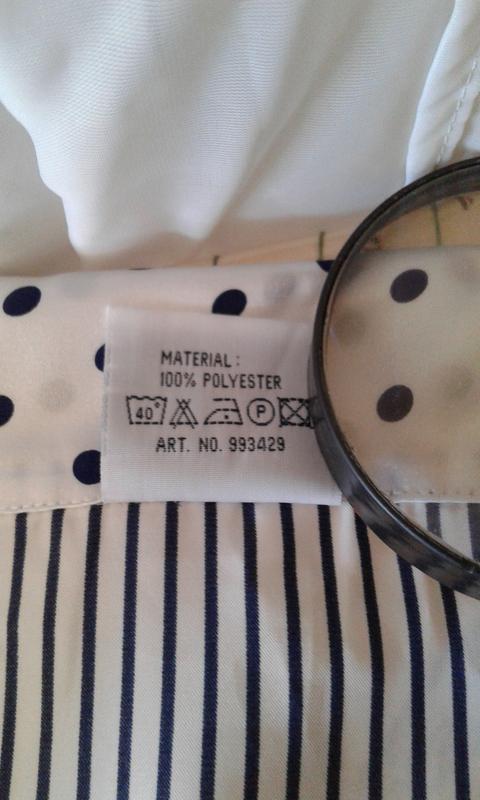 MATERIAL:
100% POLYESTER
40° P
ART. NO. 993429